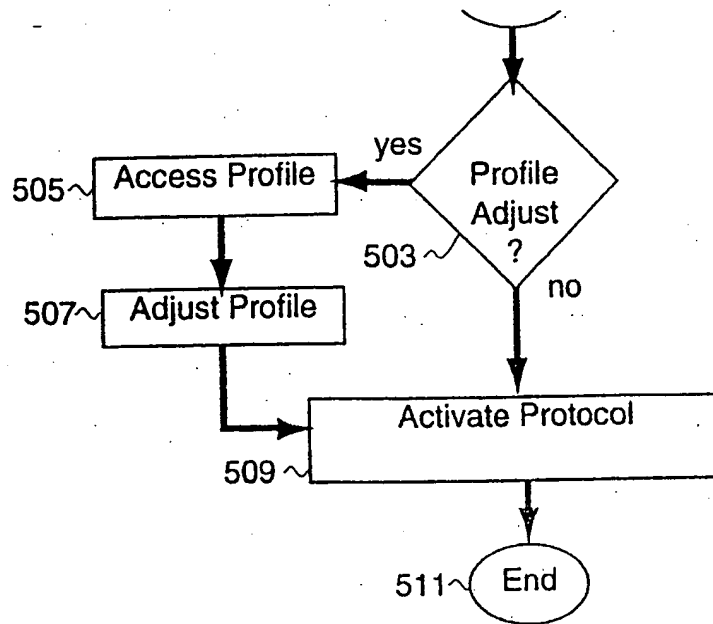 yes
Profile
Adjust
?
503
505
Access Profile
507
Adjust Profile
no
Activate Protocol
509
511
End